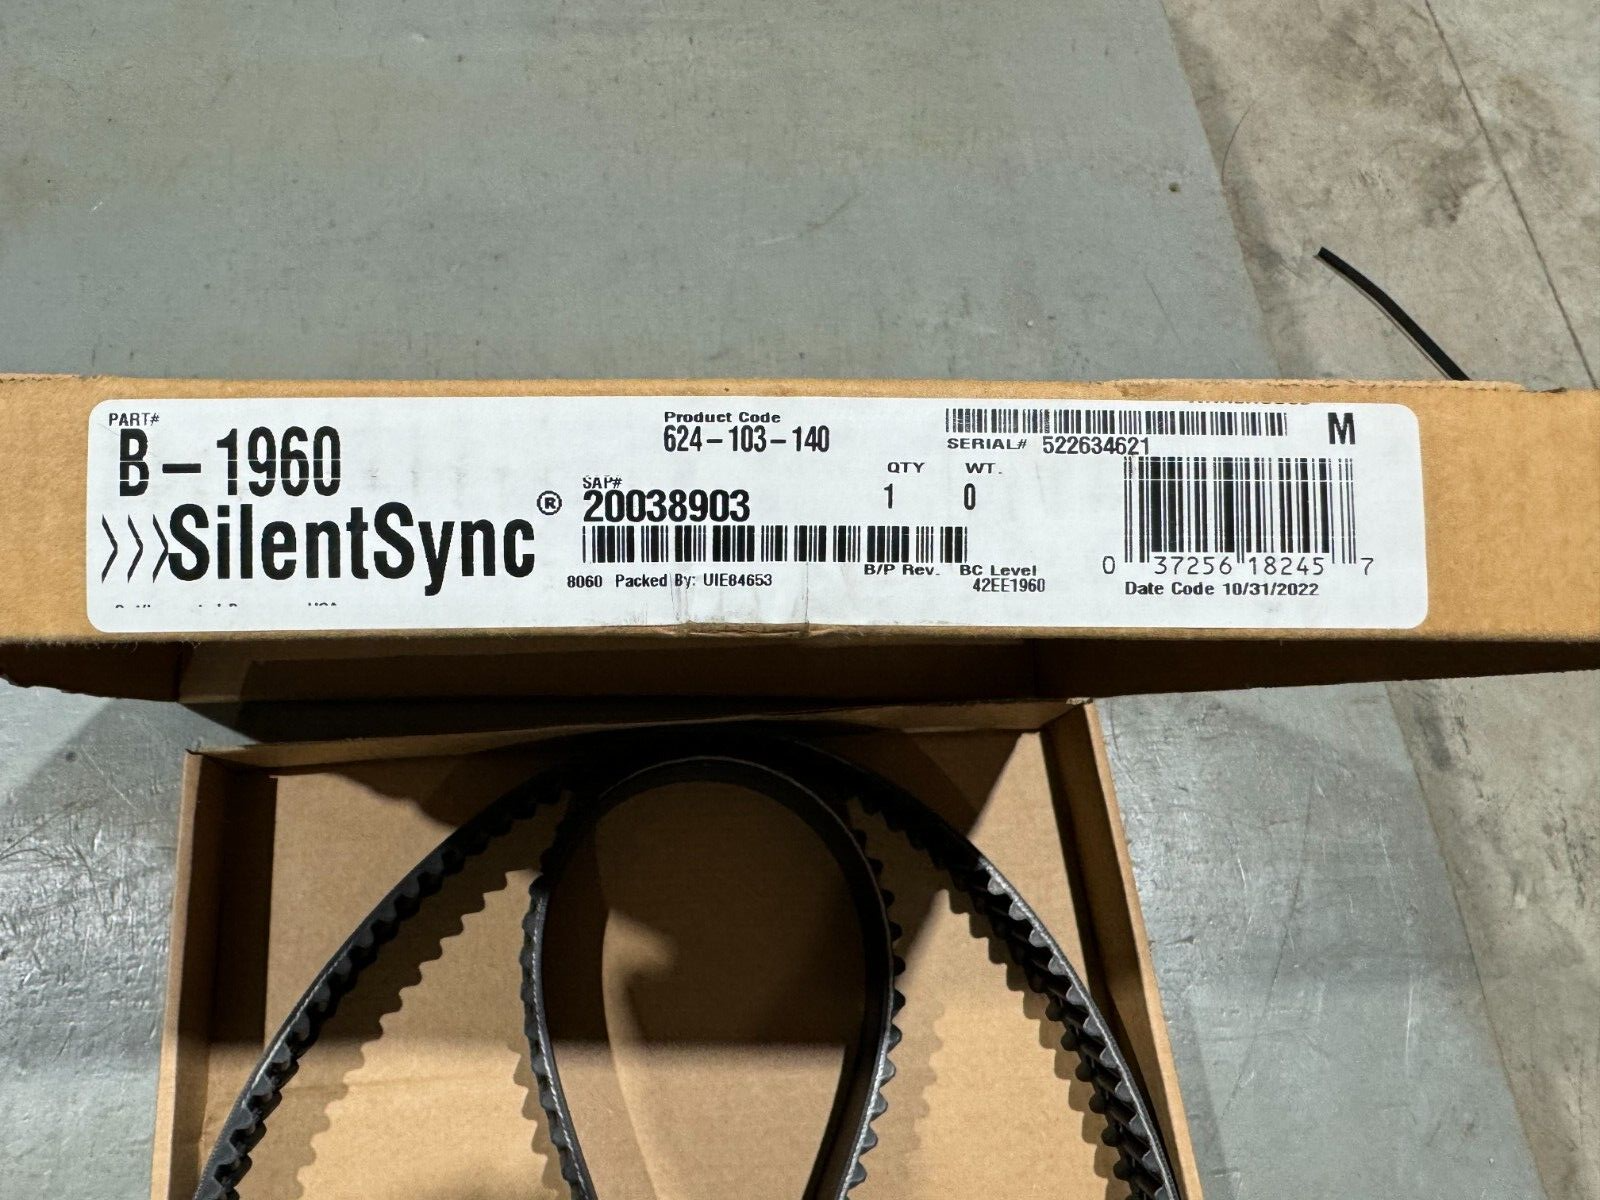 PART#
B-1960
>>>SilentSync®
Product Code
624-103-140
SAP#
20038903
8060 Packed By: UIE84653
QTY WT.
1 0
B/P Rev. BC Level
42EE1960
SERIAL# 522634621
M
0 37256 18245 7
Date Code 10/31/2022